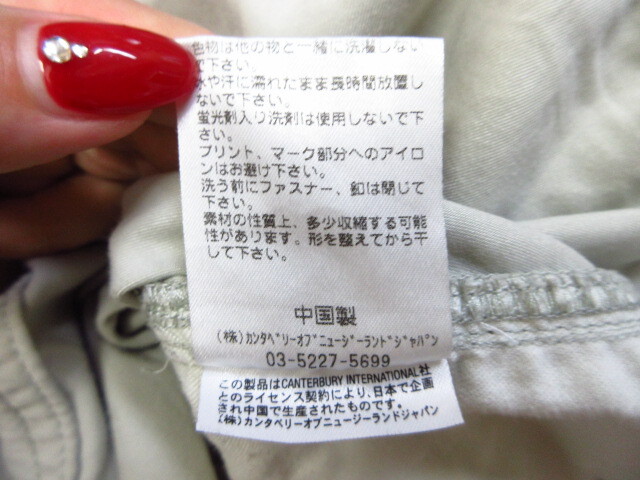 色物は他の物と一緒に洗濯しない
で下さい。
水や汗に濡れたまま長時間放置し
ないで下さい。
蛍光剤入り洗剤は使用しないで下
さい。
プリント、マーク部分へのアイロ
ンはお避け下さい。
洗う前にファスナー、釦は閉じて
下さい。
素材の性質上、多少収縮する可能
性があります。形を整えてから干
して下さい。
中国製
(株)カンタベリーオブニュージーランドジャパン
03-5227-5699
この製品はCANTERBURY INTERNATIONAL社
とのライセンス契約により、日本で企画
され中国で生産されたものです。
(株)カンタベリーオブニュージーランドジャパン